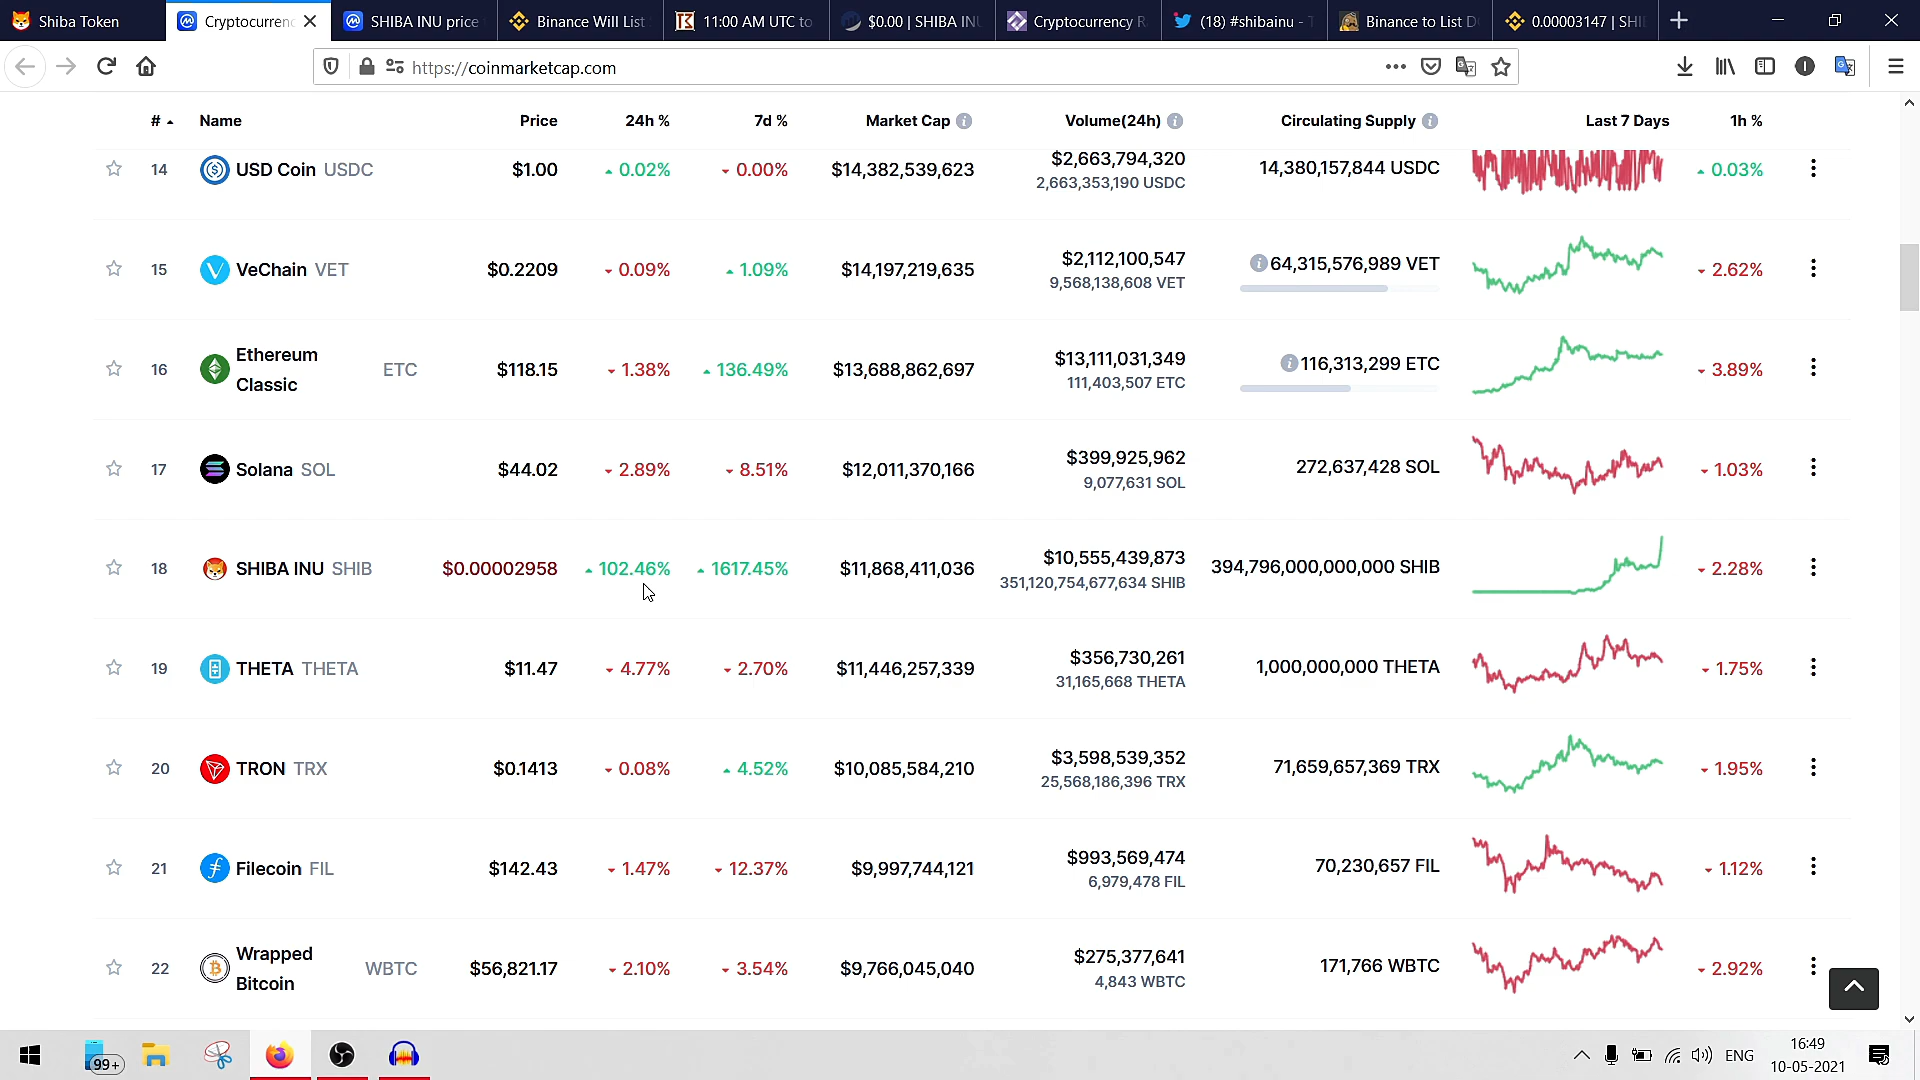 Shiba Token
Cryptocurrenc
SHIBA INU price
Binance Will List
11:00 AM UTC to
$0.00 | SHIBA INU
Cryptocurrency R
(18) #shibainu - T
Binance to List D
0.00003147 | SHI
https://coinmarketcap.com
# Name Price 24h % 7d % Market Cap Volume(24h) Circulating Supply Last 7 Days 1h %
14 USD Coin USDC $1.00 0.02% 0.00% $14,382,539,623 $2,663,794,320 14,380,157,844 USDC 0.03%
2,663,353,190 USDC
15 VeChain VET $0.2209 0.09% 1.09% $14,197,219,635 $2,112,100,547 64,315,576,989 VET 2.62%
9,568,138,608 VET
16 Ethereum Classic ETC $118.15 1.38% 136.49% $13,688,862,697 $13,111,031,349 116,313,299 ETC 3.89%
111,403,507 ETC
17 Solana SOL $44.02 2.89% 8.51% $12,011,370,166 $399,925,962 272,637,428 SOL 1.03%
9,077,631 SOL
18 SHIBA INU SHIB $0.00002958 102.46% 1617.45% $11,868,411,036 $10,555,439,873 394,796,000,000,000 SHIB 2.28%
351,120,754,677,634 SHIB
19 THETA THETA $11.47 4.77% 2.70% $11,446,257,339 $356,730,261 1,000,000,000 THETA 1.75%
31,165,668 THETA
20 TRON TRX $0.1413 0.08% 4.52% $10,085,584,210 $3,598,539,352 71,659,657,369 TRX 1.95%
25,568,186,396 TRX
21 Filecoin FIL $142.43 1.47% 12.37% $9,997,744,121 $993,569,474 70,230,657 FIL 1.12%
6,979,478 FIL
22 Wrapped Bitcoin WBTC $56,821.17 2.10% 3.54% $9,766,045,040 $275,377,641 171,766 WBTC 2.92%
4,843 WBTC
99+
ENG
16:49
10-05-2021